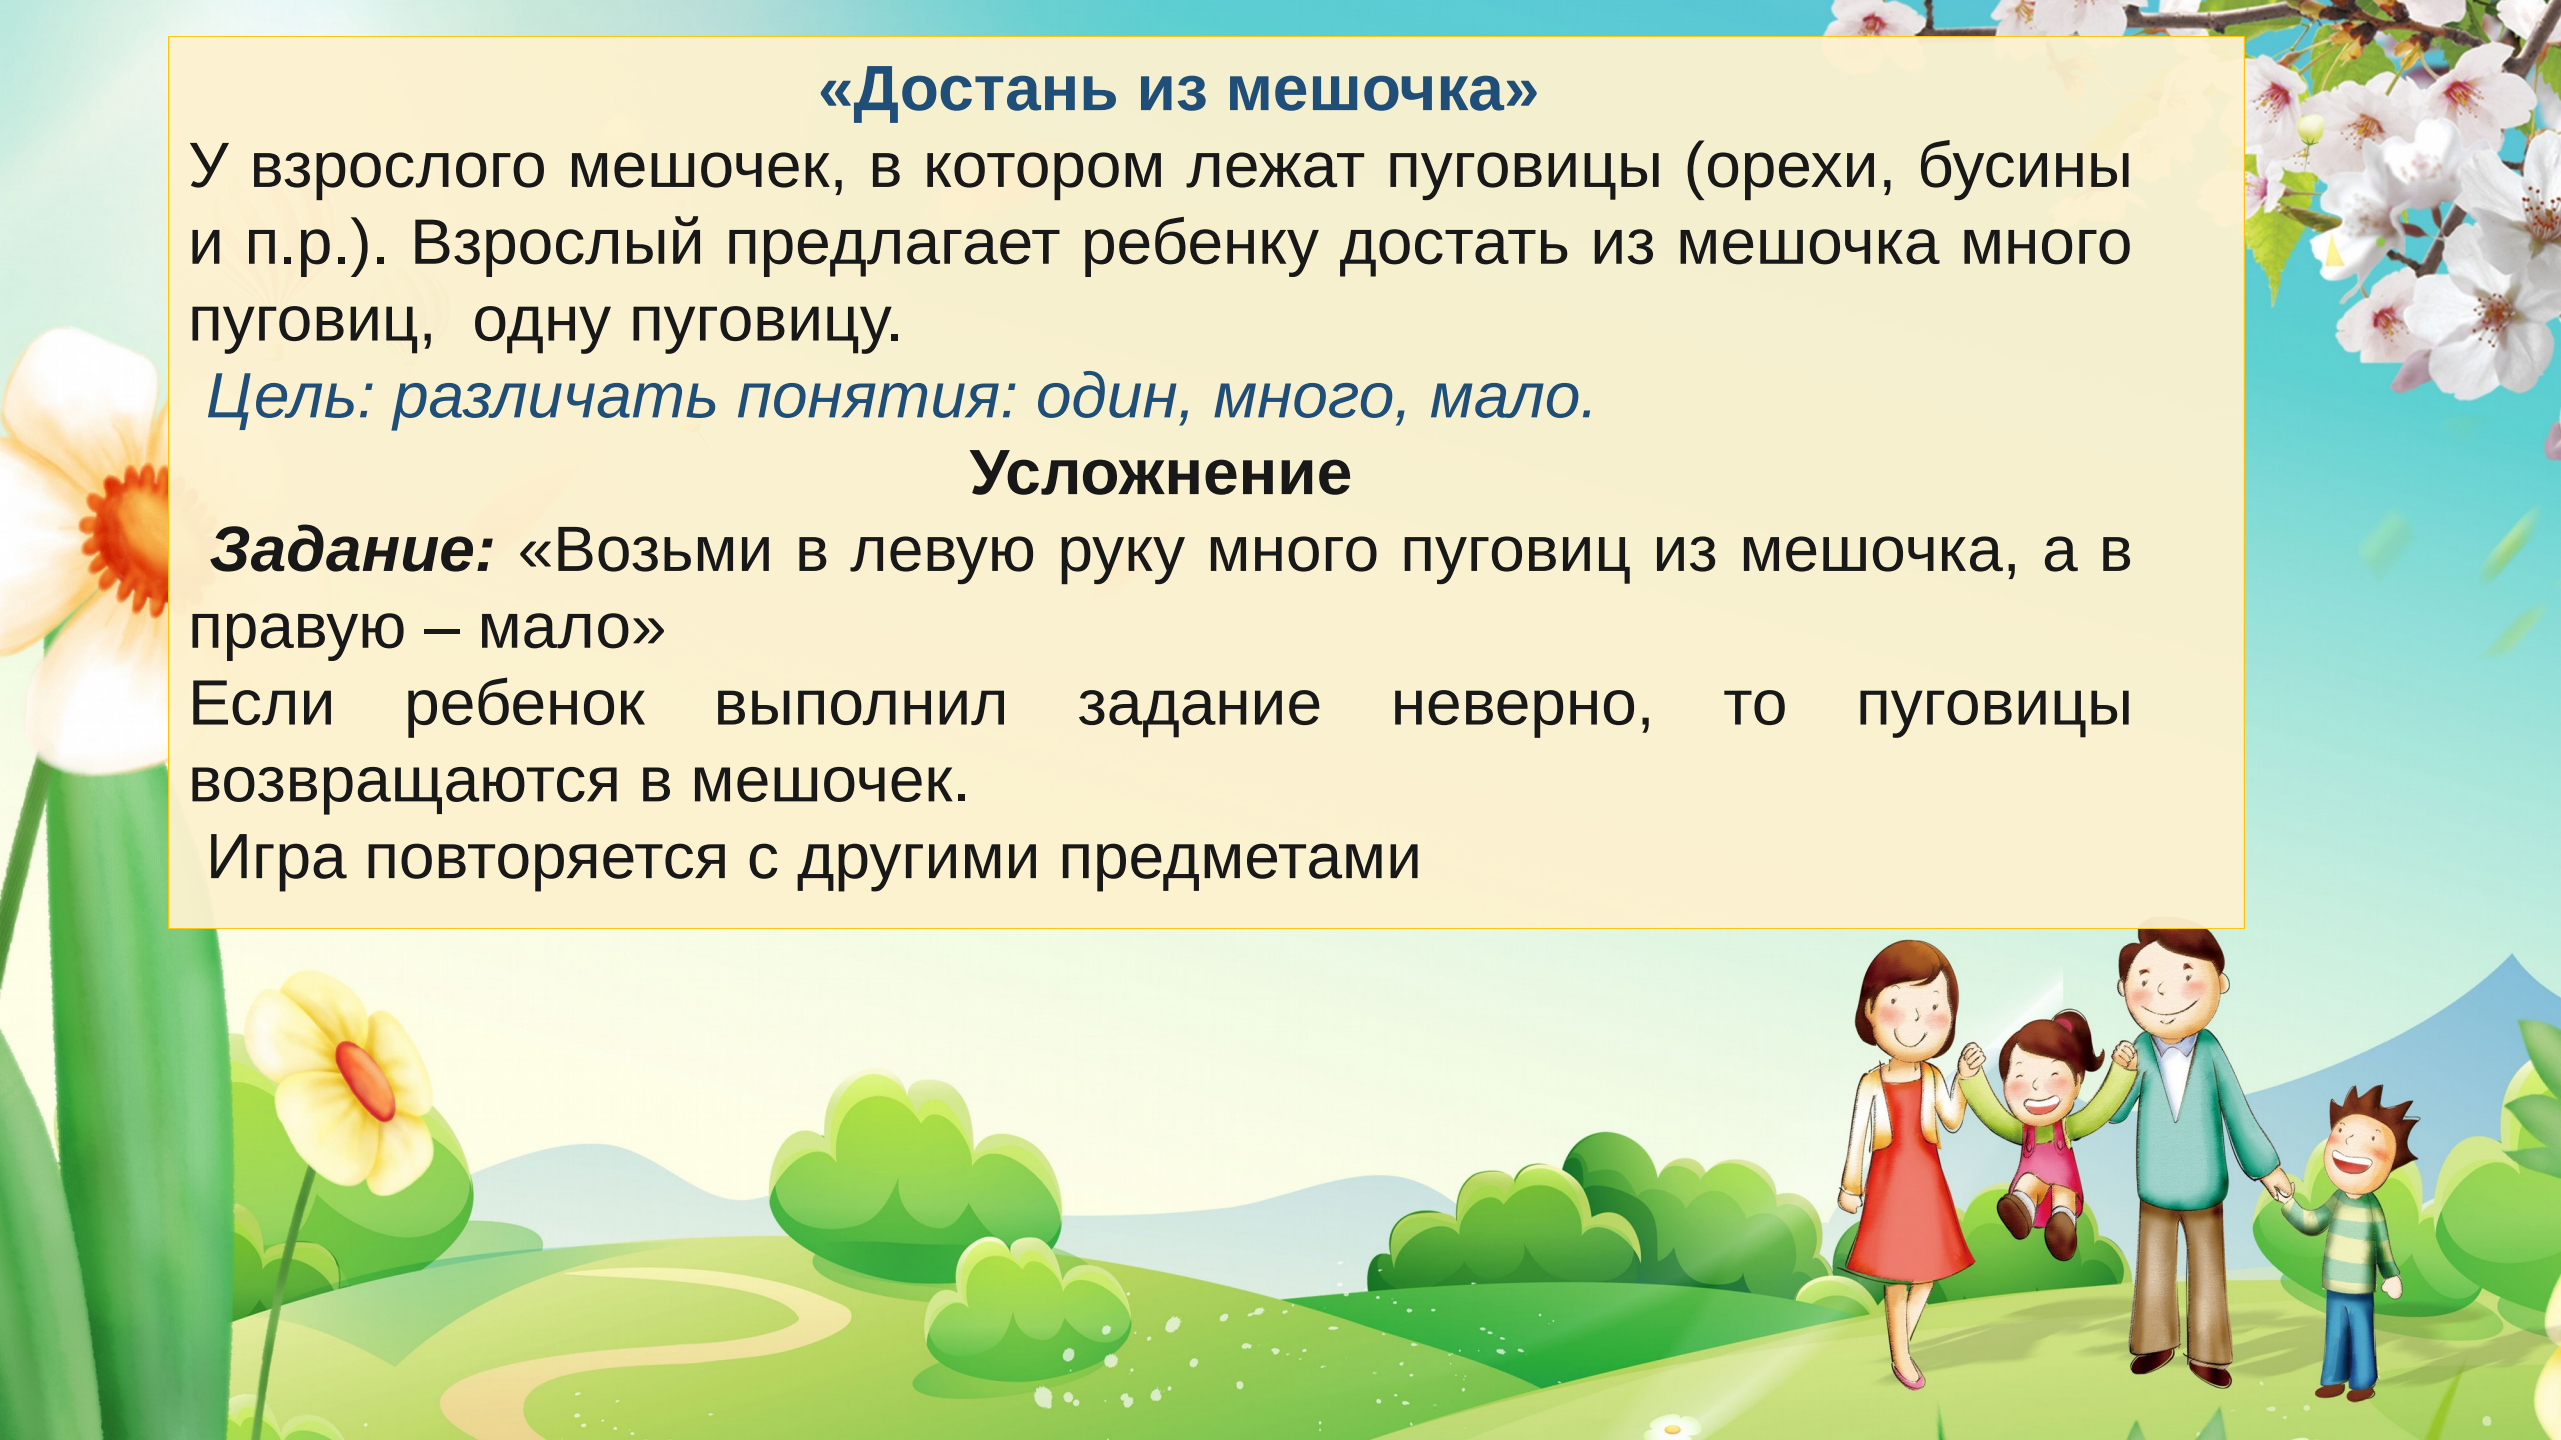 «Достань из мешочка»
У взрослого мешочек, в котором лежат пуговицы (орехи, бусины
и п.р.). Взрослый предлагает ребенку достать из мешочка много
пуговиц,  одну пуговицу.
Цель: различать понятия: один, много, мало.
Усложнение
Задание: «Возьми в левую руку много пуговиц из мешочка, а в
правую – мало»
Если ребенок выполнил задание неверно, то пуговицы
возвращаются в мешочек.
Игра повторяется с другими предметами